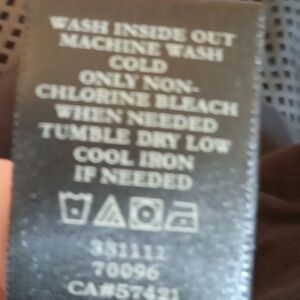 WASH INSIDE OUT
MACHINE WASH
COLD
ONLY NON-
CHLORINE BLEACH
WHEN NEEDED
TUMBLE DRY LOW
COOL IRON
IF NEEDED
331111
70096
CA#57421